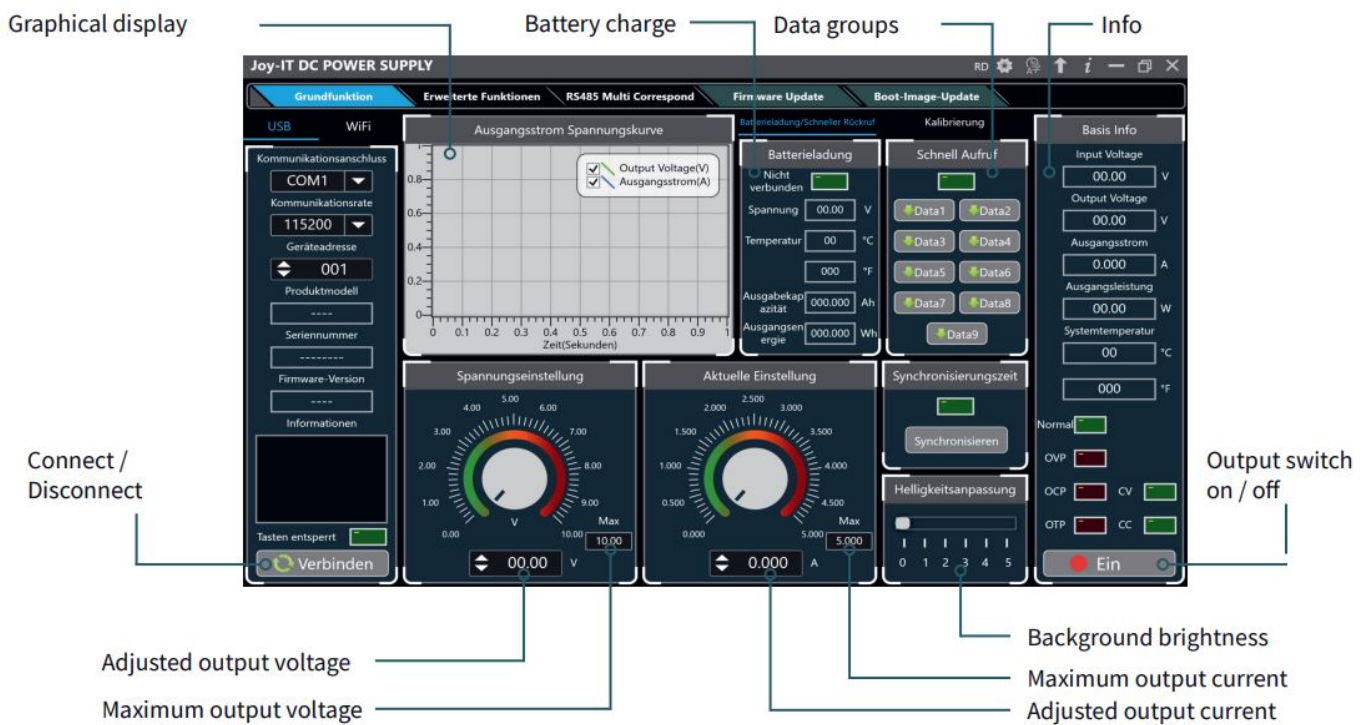 Graphical display
Battery charge
Data groups
Info
Joy-IT DC POWER SUPPLY
RD
Grundfunktion
Erweiterte Funktionen
RS485 Multi Correspond
Firmware Update
Boot-Image-Update
USB
WiFi
Kommunikationsanschluss
COM1
Kommunikationsrate
115200
Geräteadresse
001
Produktmodell
----
Seriennummer
--------
Firmware-Version
----
Informationen
Tasten entsperrt
Verbinden
Ausgangsstrom Spannungskurve
Output Voltage(V)
Ausgangsstrom(A)
1
0.8
0.6
0.4
0.2
0
0 0.1 0.2 0.3 0.4 0.5 0.6 0.7 0.8 0.9 1
Zeit(Sekunden)
Batterieladung/Schneller Rückruf
Kalibrierung
Batterieladung
Nicht
verbunden
Spannung 00.00 V
Temperatur 00 °C
000 °F
Ausgabekap
azität
000.000 Ah
Ausgangsen
ergie
000.000 Wh
Schnell Aufruf
Data1 Data2
Data3 Data4
Data5 Data6
Data7 Data8
Data9
Basis Info
Input Voltage
00.00 V
Output Voltage
00.00 V
Ausgangsstrom
0.000 A
Ausgangsleistung
00.00 W
Systemtemperatur
00 °C
000 °F
Normal
OVP
OCP CV
OTP CC
Ein
Spannungseinstellung
0.00
1.00
2.00
3.00
4.00
5.00
6.00
7.00
8.00
9.00
10.00
V
Max
10.00
00.00 V
Aktuelle Einstellung
0.000
0.500
1.000
1.500
2.000
2.500
3.000
3.500
4.000
4.500
5.000
A
Max
5.000
0.000 A
Synchronisierungszeit
Synchronisieren
Helligkeitsanpassung
0 1 2 3 4 5
Connect /
Disconnect
Output switch
on / off
Adjusted output voltage
Maximum output voltage
Background brightness
Maximum output current
Adjusted output current